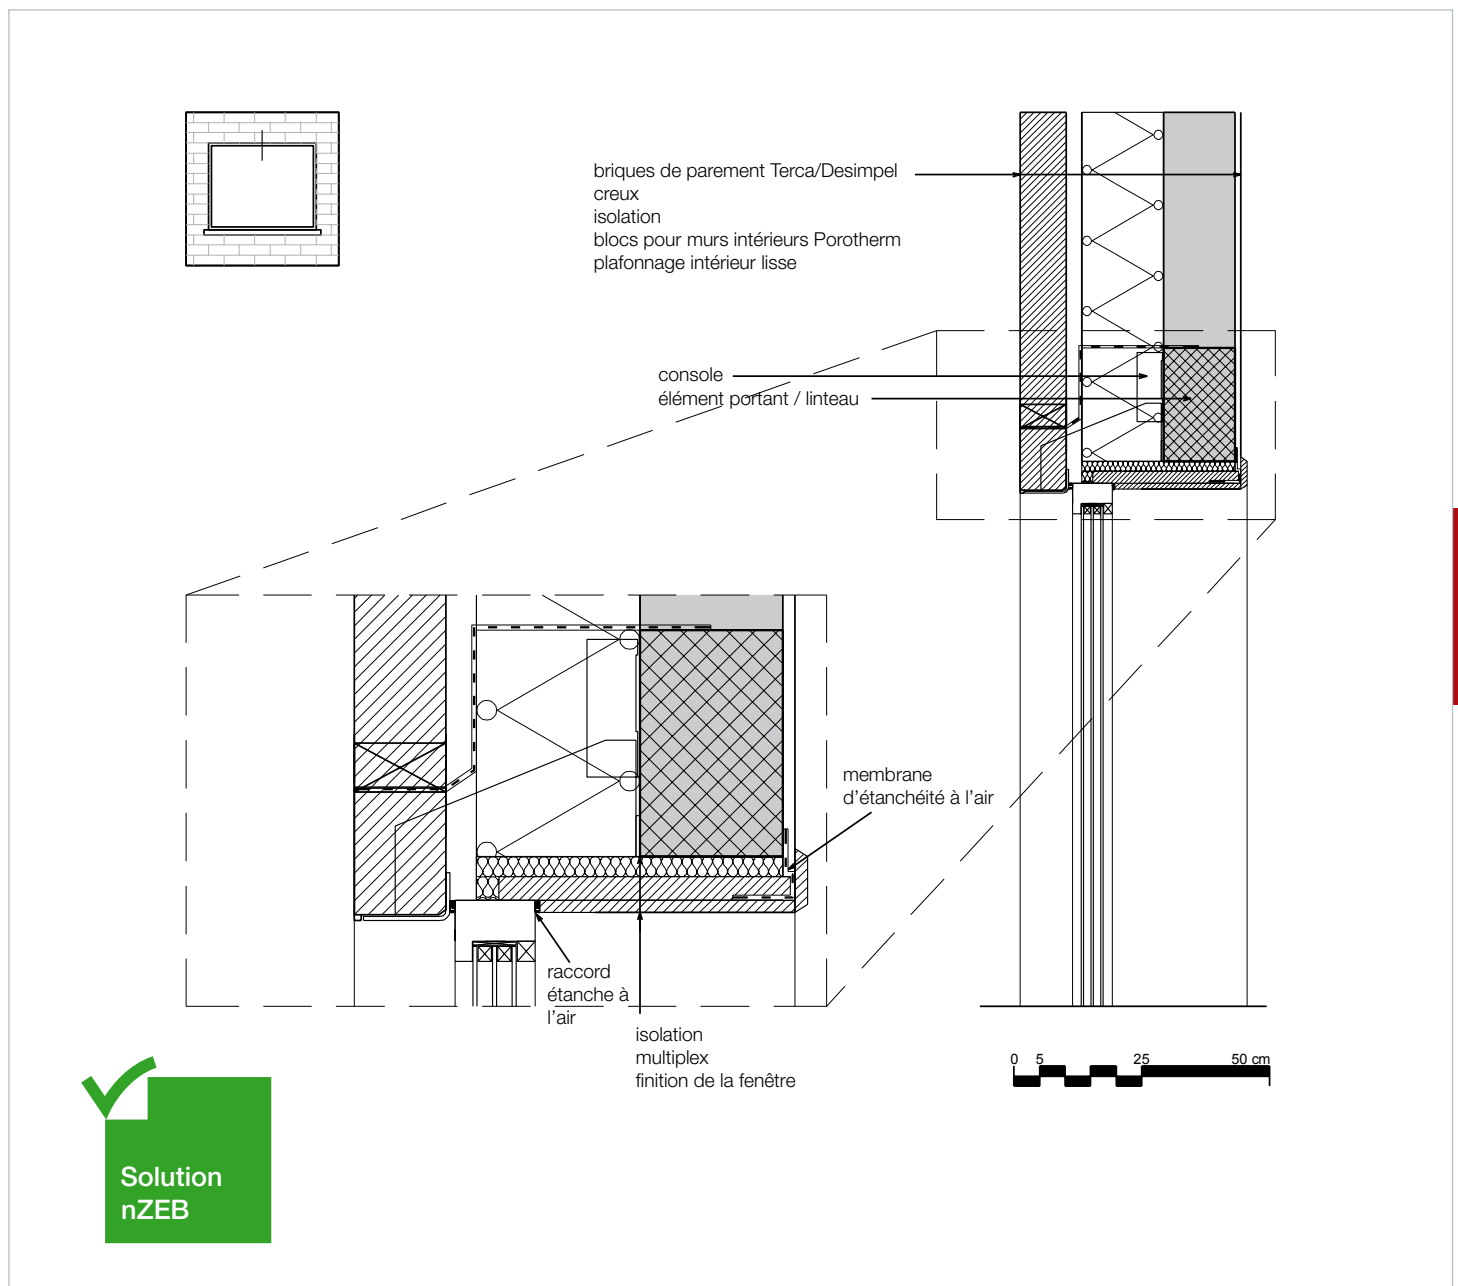 briques de parement Terca/Desimpel
creux
isolation
blocs pour murs intérieurs Porotherm
plafonnage intérieur lisse
console
élément portant / linteau
membrane
d'étanchéité à l'air
raccord
étanche à
l'air
isolation
multiplex
finition de la fenêtre
0 5 25 50 cm
Solution
nZEB